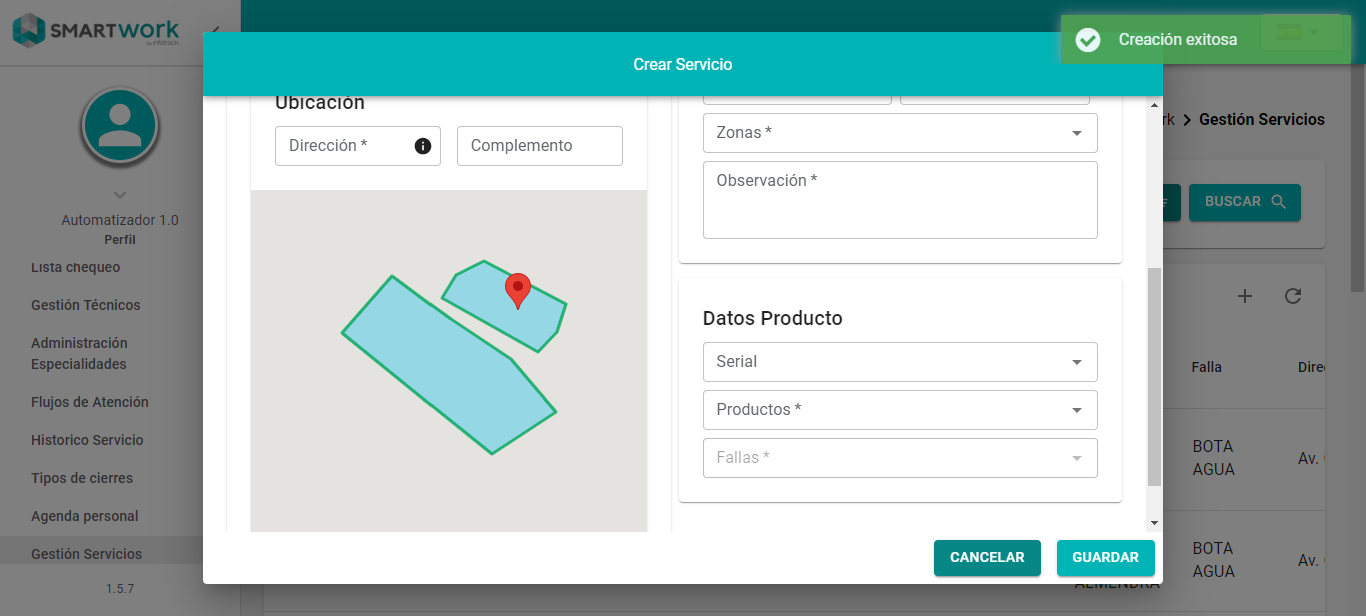 SMARTwork
by infotrack
Creación exitosa
Crear Servicio
Gestión Servicios
BUSCAR
Automatizador 1.0
Perfil
Lista chequeo
Gestión Técnicos
Administración
Especialidades
Flujos de Atención
Historico Servicio
Tipos de cierres
Agenda personal
Gestión Servicios
1.5.7
Ubicación
Dirección *
Complemento
Zonas *
Observación *
Datos Producto
Serial
Productos *
Fallas *
CANCELAR
GUARDAR
Falla
BOTA
AGUA
Av.
BOTA
AGUA
Av.
ALMENDRA